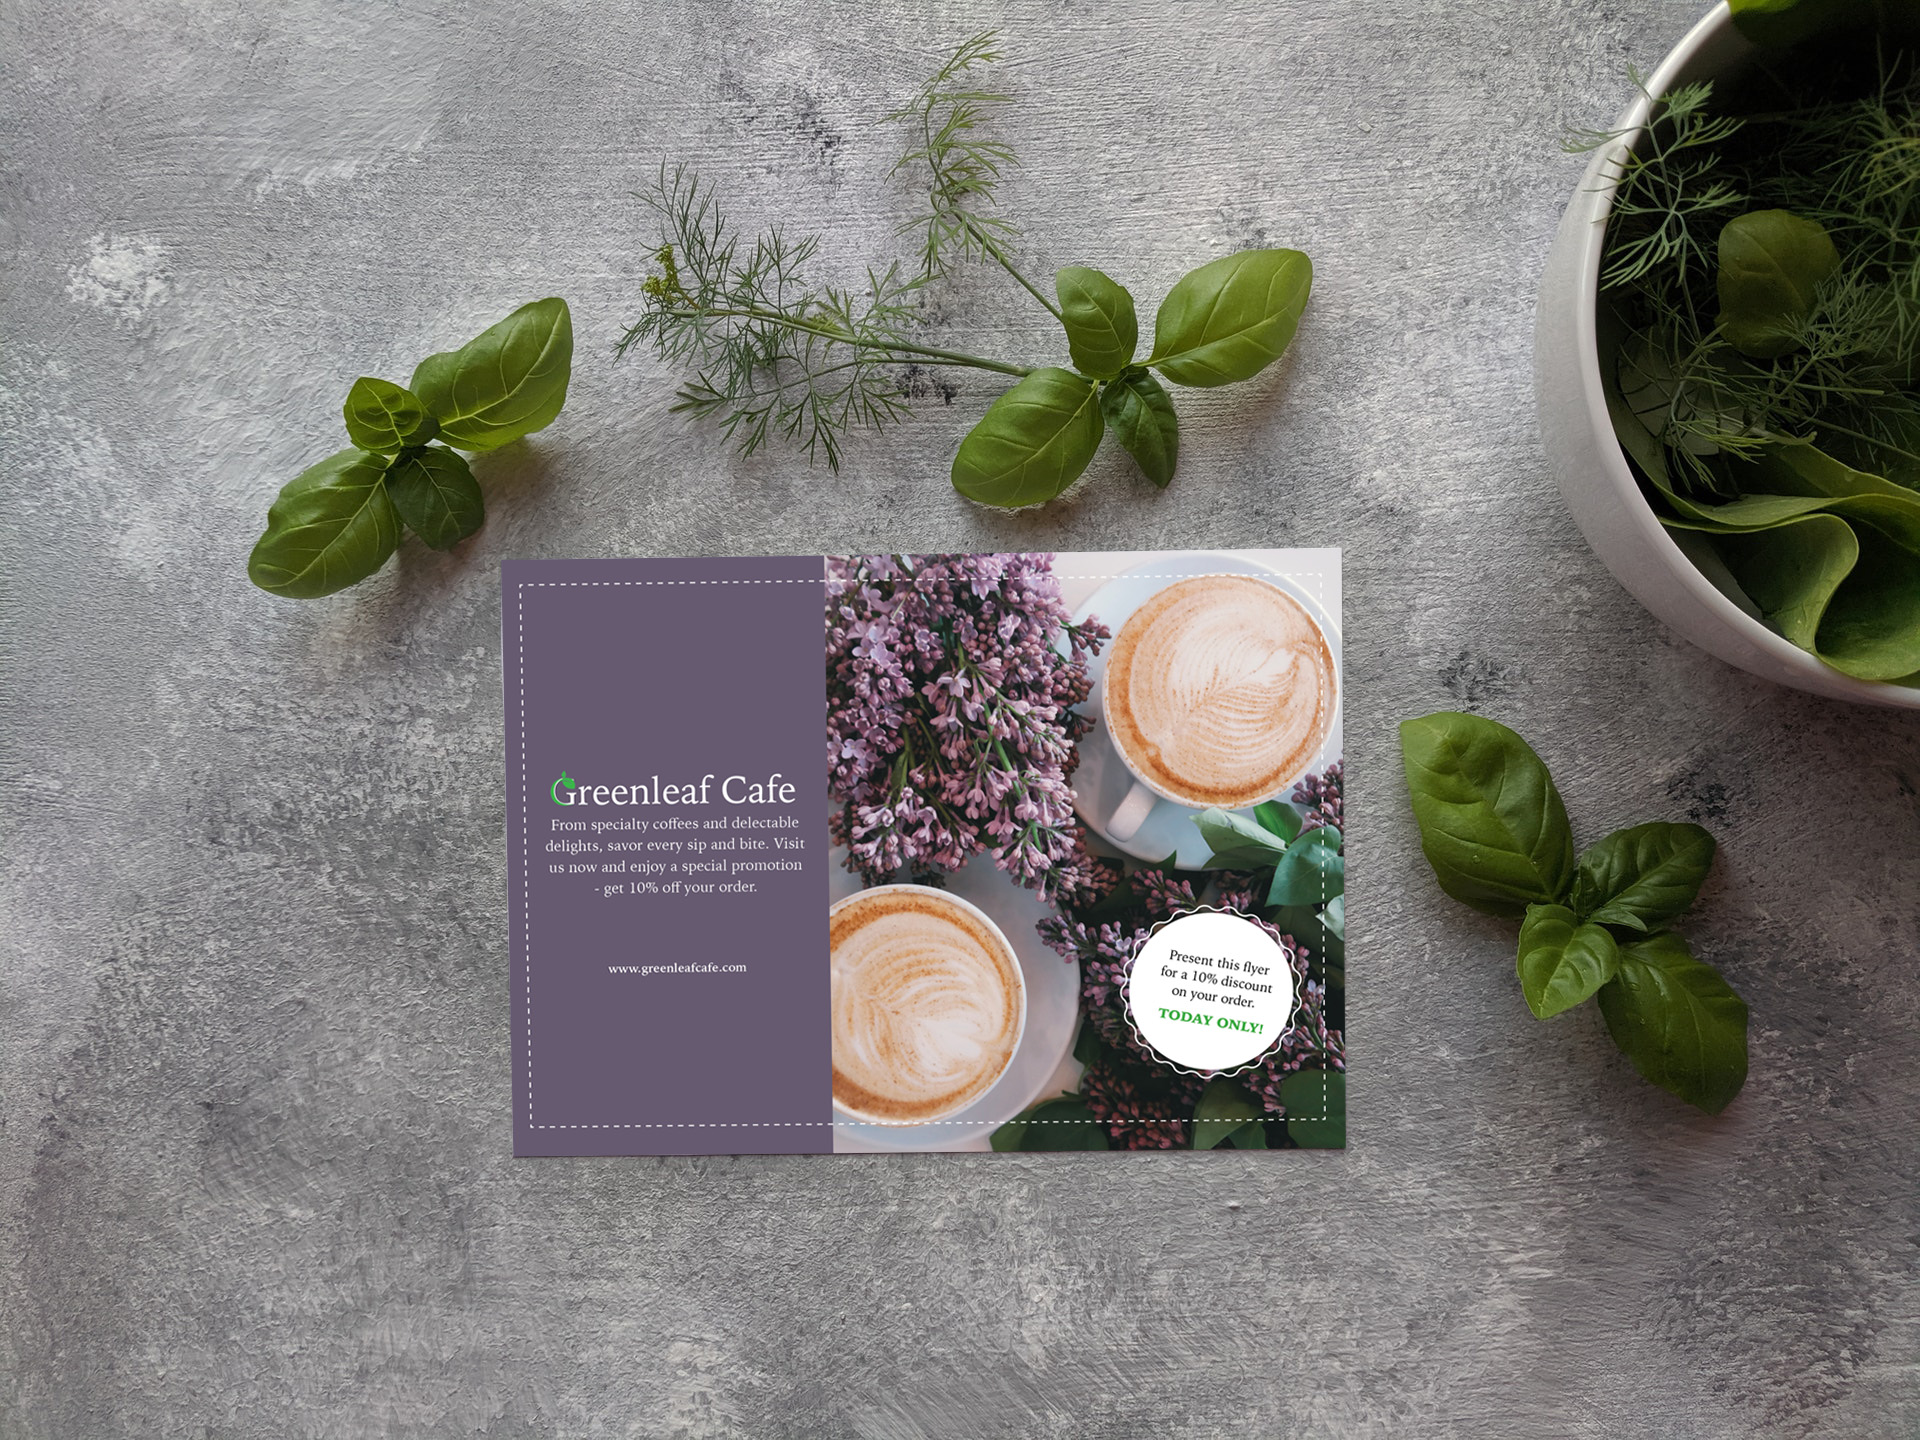 Greenleaf Cafe
From specialty coffees and delectable
delights, savor every sip and bite. Visit
us now and enjoy a special promotion
- get 10% off your order.
www.greenleafcafe.com
Present this flyer
for a 10% discount
on your order.
TODAY ONLY!